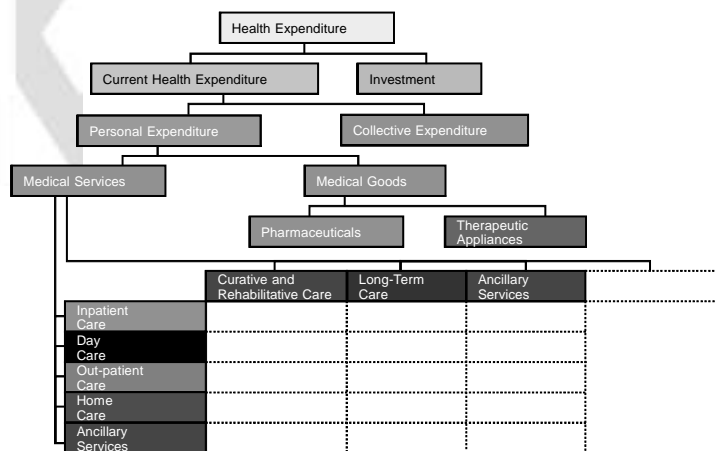 Health Expenditure
Current Health Expenditure
Investment
Personal Expenditure
Collective Expenditure
Medical Services
Medical Goods
Pharmaceuticals
Therapeutic
Appliances
Curative and
Rehabilitative Care
Long-Term
Care
Ancillary
Services
Inpatient
Care
Day
Care
Out-patient
Care
Home
Care
Ancillary
Services